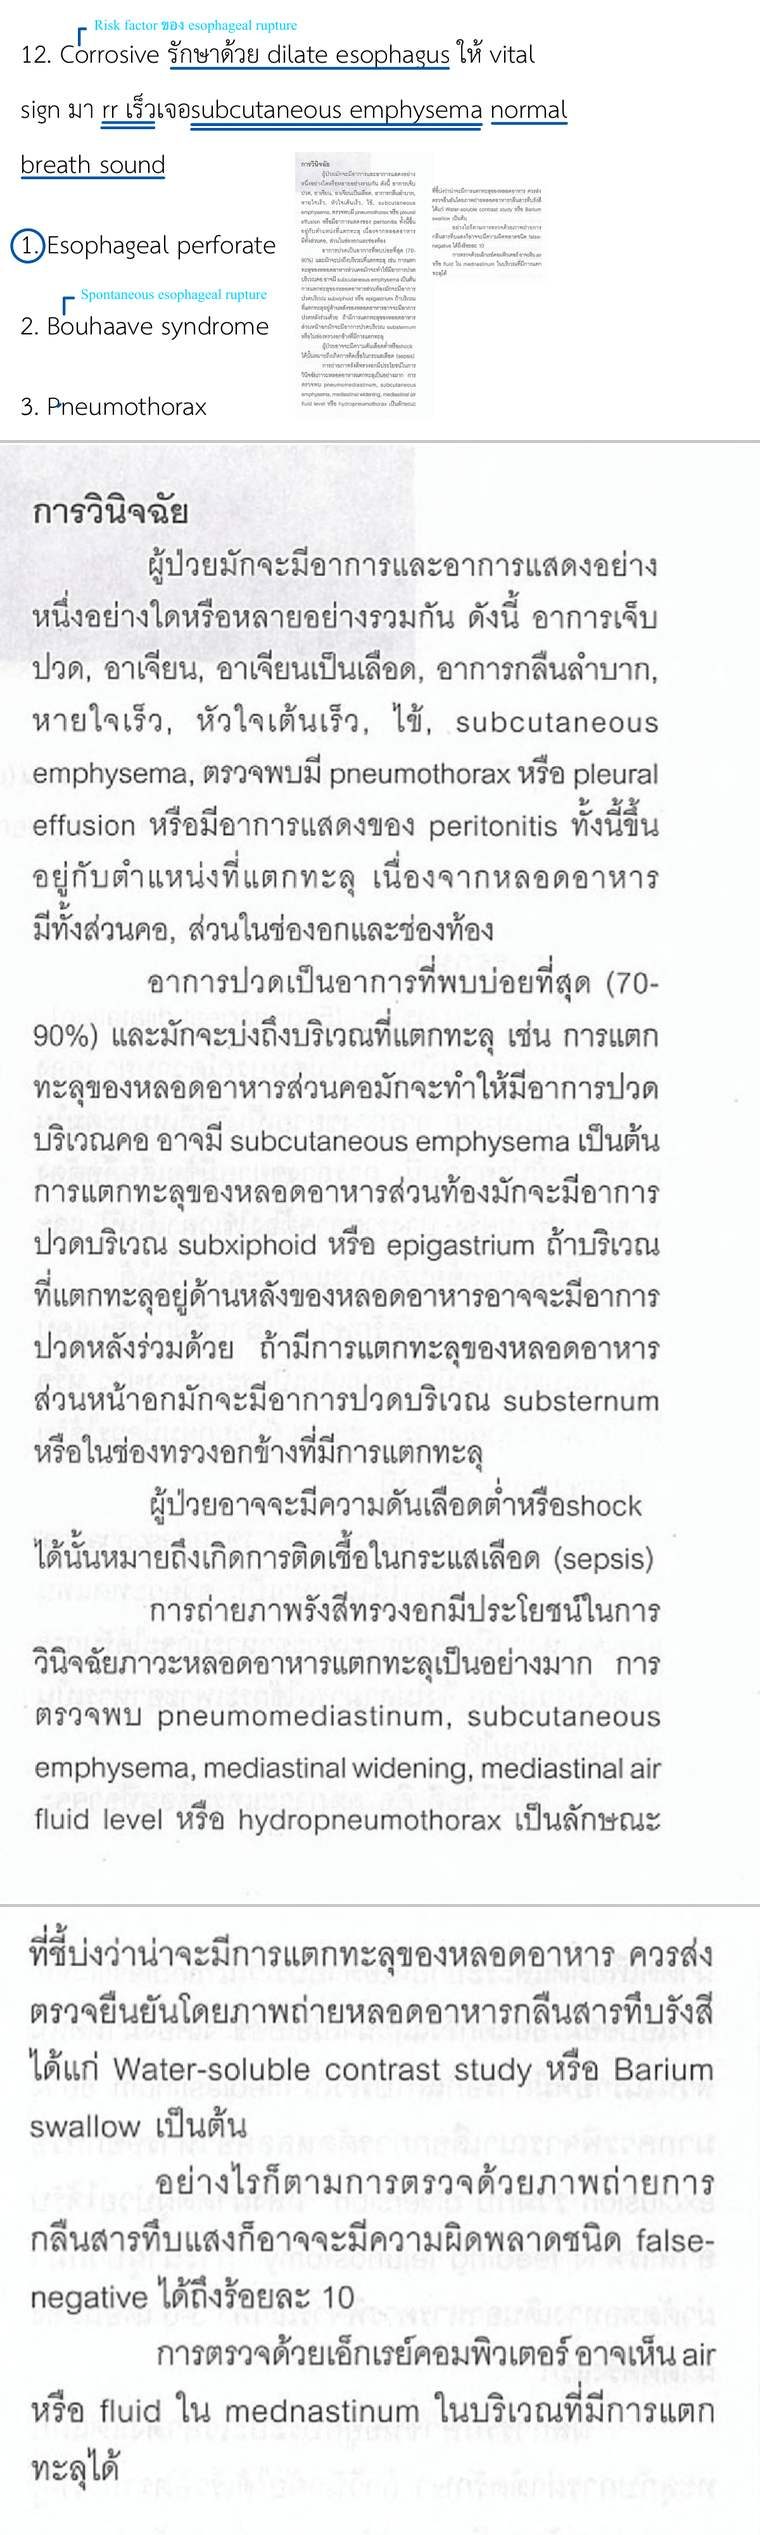 Risk factor ของ esophageal rupture
12. Corrosive รักษาด้วย dilate esophagus ให้ vital
sign มา rr เร็วเจอsubcutaneous emphysema normal
breath sound
1. Esophageal perforate
Spontaneous esophageal rupture
2. Bouhaave syndrome
3. Pneumothorax
การวินิจฉัย
ผู้ป่วยมักจะมีอาการและอาการแสดงอย่าง
หนึ่งอย่างใดหรือหลายอย่างรวมกัน ดังนี้ อาการเจ็บ
ปวด, อาเจียน, อาเจียนเป็นเลือด, อาการกลืนลำบาก,
หายใจเร็ว, หัวใจเต้นเร็ว, ไข้, subcutaneous
emphysema, ตรวจพบมี pneumothorax หรือ pleural
effusion หรือมีอาการแสดงของ peritonitis ทั้งนี้ขึ้น
อยู่กับตำแหน่งที่แตกทะลุ เนื่องจากหลอดอาหาร
มีทั้งส่วนคอ, ส่วนในช่องอกและช่องท้อง
อาการปวดเป็นอาการที่พบบ่อยที่สุด (70-
90%) และมักจะบ่งถึงบริเวณที่แตกทะลุ เช่น การแตก
ทะลุของหลอดอาหารส่วนคอมักจะทำให้มีอาการปวด
บริเวณคอ อาจมี subcutaneous emphysema เป็นต้น
การแตกทะลุของหลอดอาหารส่วนท้องมักจะมีอาการ
ปวดบริเวณ subxiphoid หรือ epigastrium ถ้าบริเวณ
ที่แตกทะลุอยู่ด้านหลังของหลอดอาหารอาจจะมีอาการ
ปวดหลังร่วมด้วย ถ้ามีการแตกทะลุของหลอดอาหาร
ส่วนหน้าอกมักจะมีอาการปวดบริเวณ substernum
หรือในช่องทรวงอกข้างที่มีการแตกทะลุ
ผู้ป่วยอาจจะมีความดันเลือดต่ำหรือshock
ได้นั้นหมายถึงเกิดการติดเชื้อในกระแสเลือด (sepsis)
การถ่ายภาพรังสีทรวงอกมีประโยชน์ในการ
วินิจฉัยภาวะหลอดอาหารแตกทะลุเป็นอย่างมาก การ
ตรวจพบ pneumomediastinum, subcutaneous
emphysema, mediastinal widening, mediastinal air
fluid level หรือ hydropneumothorax เป็นลักษณะ
ที่ชี้บ่งว่าน่าจะมีการแตกทะลุของหลอดอาหาร ควรส่ง
ตรวจยืนยันโดยภาพถ่ายหลอดอาหารกลืนสารทึบรังสี
ได้แก่ Water-soluble contrast study หรือ Barium
swallow เป็นต้น
อย่างไรก็ตามการตรวจด้วยภาพถ่ายการ
กลืนสารทึบแสงก็อาจจะมีความผิดพลาดชนิด false-
negative ได้ถึงร้อยละ 10
การตรวจด้วยเอ็กเรย์คอมพิวเตอร์ อาจเห็น air
หรือ fluid ใน mednastinum ในบริเวณที่มีการแตก
ทะลุได้